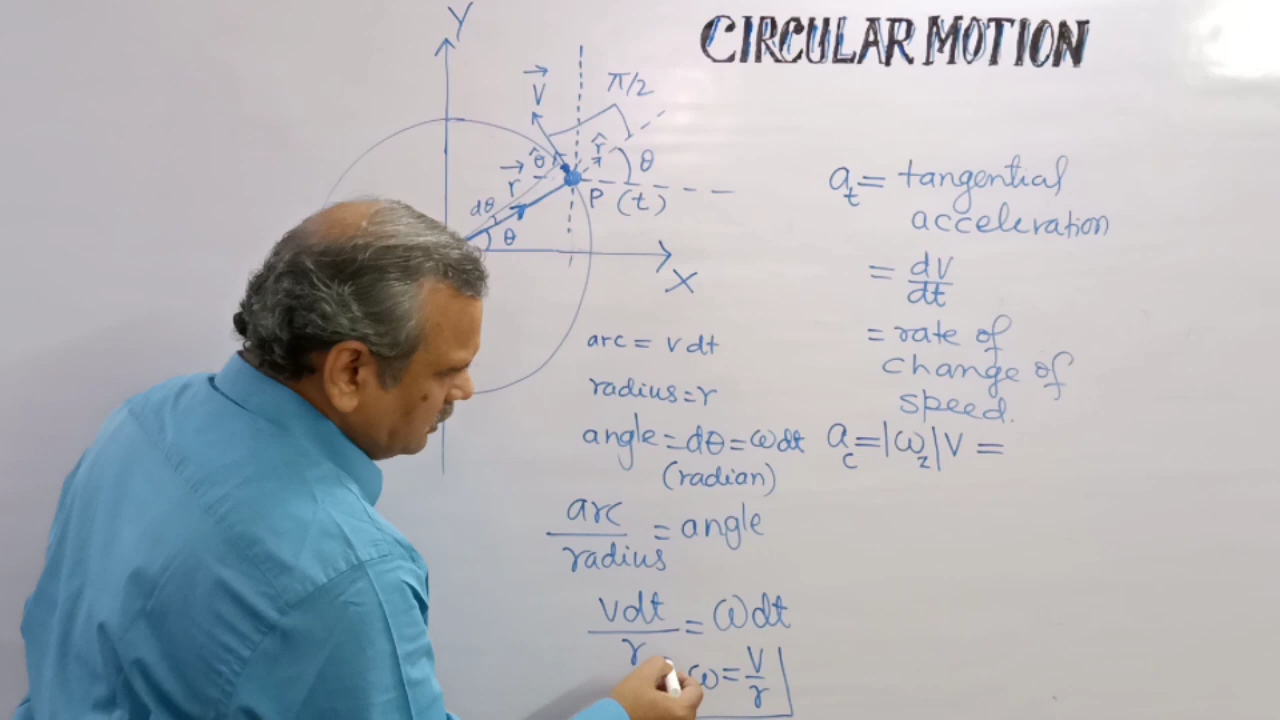 CIRCULAR MOTION
Y
V
π/2
θ̂
r̂
θ
r
P (t)
dθ
θ
X
arc = vdt
radius = r
angle = dθ = ωdt
(radian)
arc/radius = angle
vdt/r = ωdt
ω = V/r
a_t = tangential
acceleration
= dV/dt
= rate of
change of
speed.
a_c = |ω_z|V =